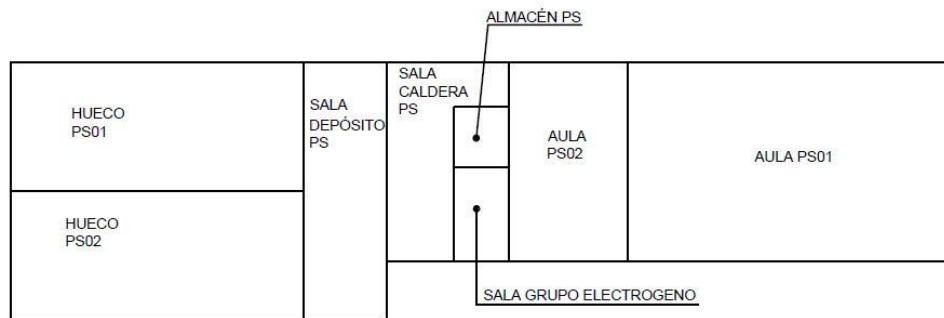 ALMACÉN PS
SALA
CALDERA
PS
HUECO
PS01
SALA
DEPÓSITO
PS
AULA
PS02
AULA PS01
HUECO
PS02
SALA GRUPO ELECTROGENO